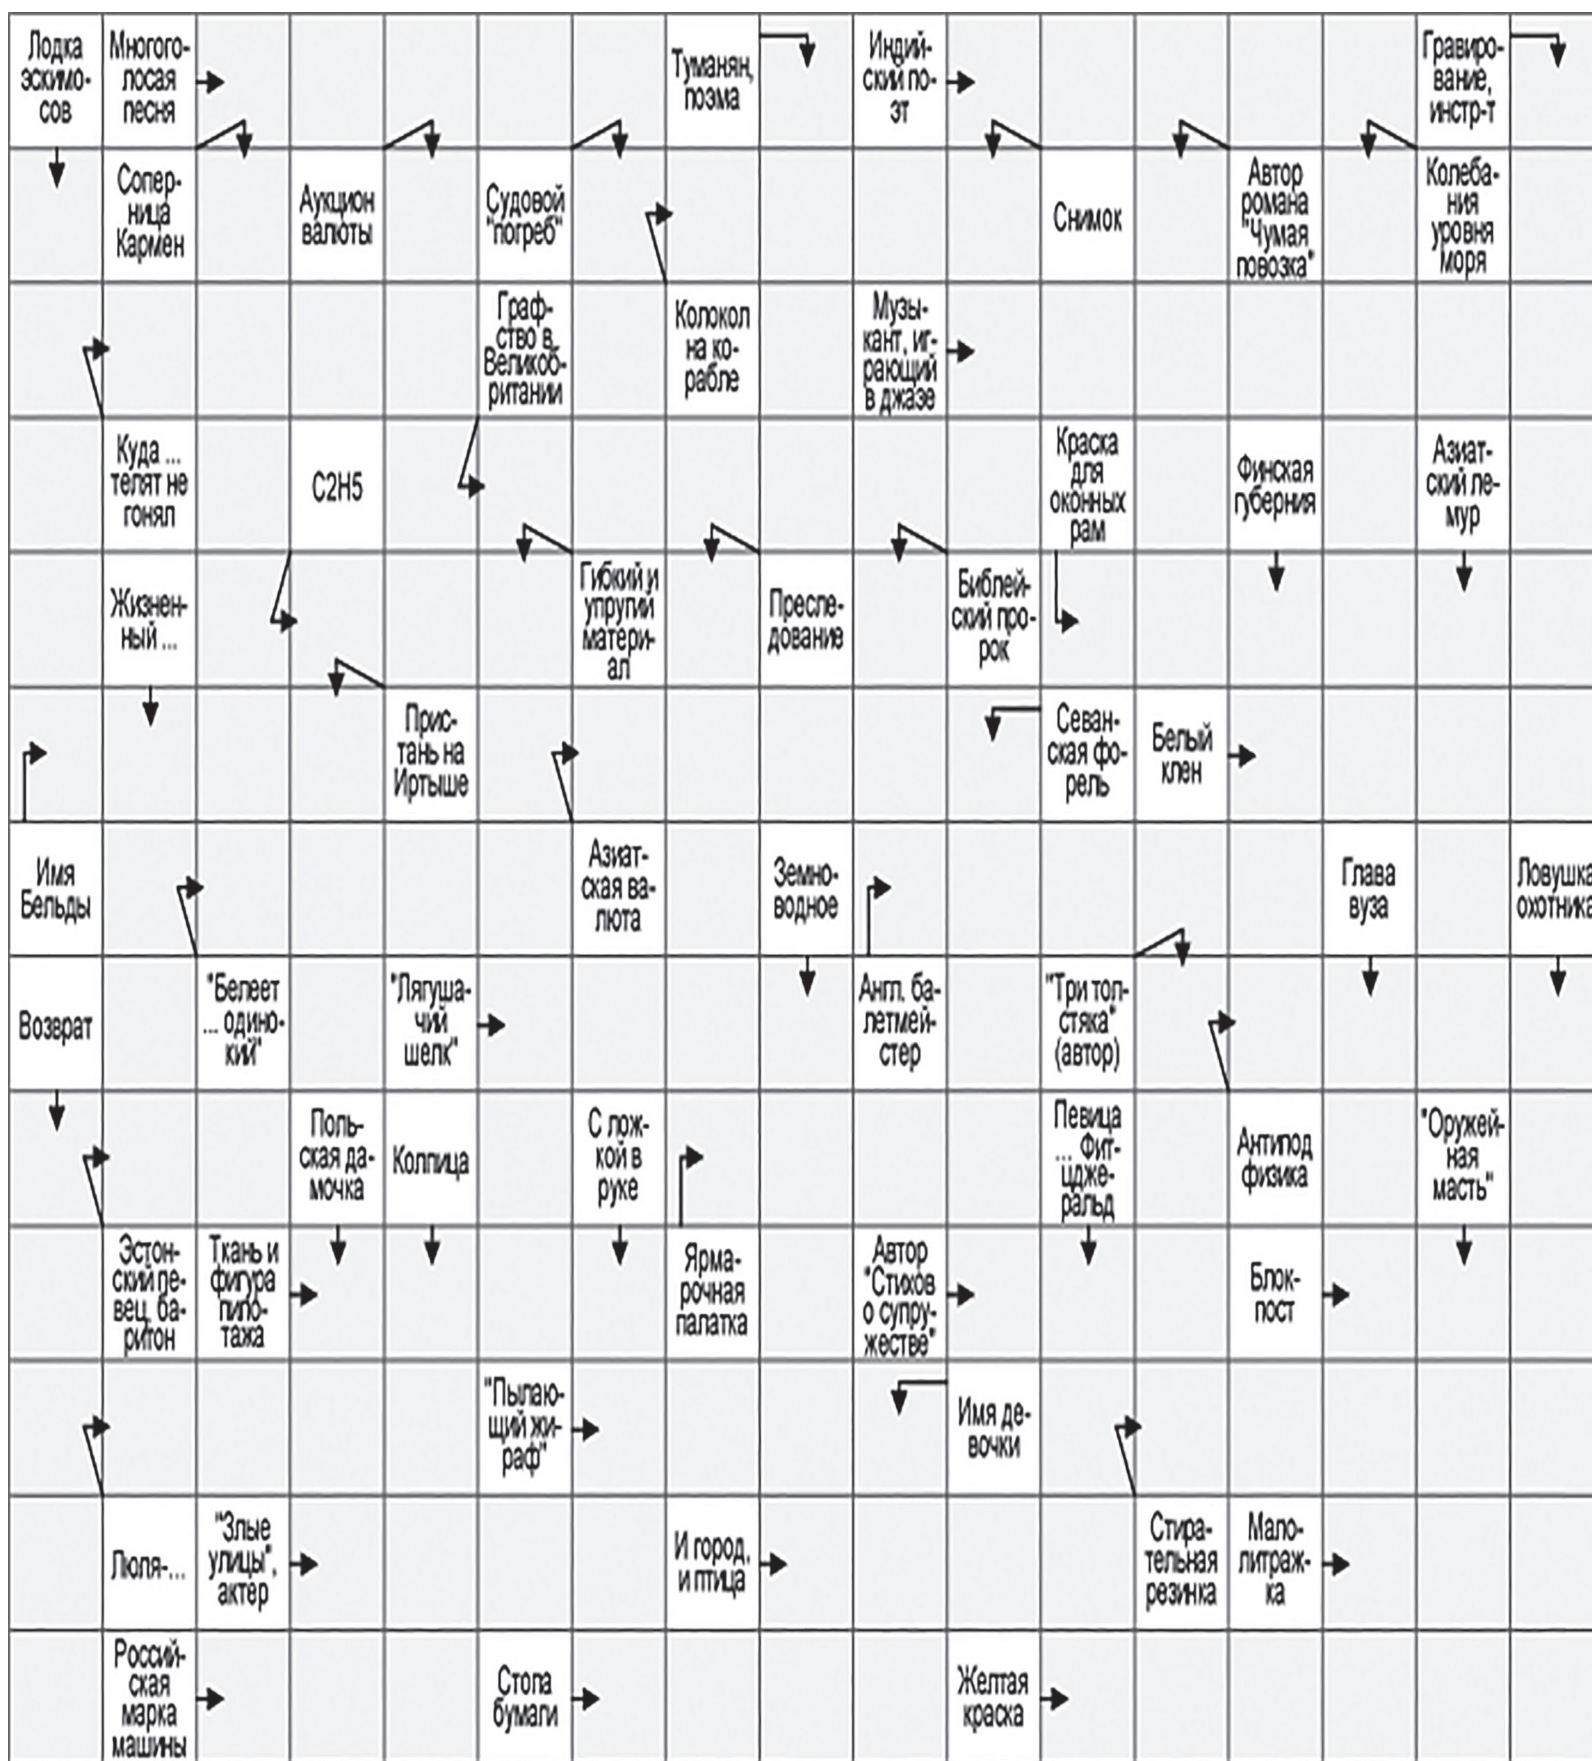 Лодка
эскимо-
сов
Многого-
лосая
песня
Туманян,
поэма
Индий-
ский по-
эт
Гравиро-
вание,
инстр-т
Сопер-
ница
Кармен
Аукцион
валюты
Судовой
"погреб"
Снимок
Автор
романа
"Чумая
повозка"
Колеба-
ния
уровня
моря
Граф-
ство в
Великоб-
ритании
Колокол
на ко-
рабле
Музы-
кант, иг-
рающий
в джазе
Куда ...
телят не
гонял
С2Н5
Краска
для
оконных
рам
Финская
губерния
Азиат-
ский ле-
мур
Жизнен-
ный ...
Гибкий и
упругий
матери-
ал
Пресле-
дование
Библей-
ский про-
рок
Прис-
тань на
Иртыше
Севан-
ская фо-
рель
Белый
клен
Имя
Бельды
Азиат-
ская ва-
люта
Земно-
водное
Глава
вуза
Ловушка
охотника
Возврат
"Белеет
... одино-
кий"
"Лягуша-
чий
шелк"
Англ. ба-
летмей-
стер
"Три тол-
стяка"
(автор)
Поль-
ская да-
мочка
Колпица
С лож-
кой в
руке
Певица
... Фит-
цдже-
ральд
Антипод
физика
"Оружей-
ная
масть"
Эстон-
ский пе-
вец, ба-
ритон
Ткань и
фигура
пило-
тажа
Ярма-
рочная
палатка
Автор
"Стихов
о супру-
жестве"
Блок-
пост
"Пылаю-
щий жи-
раф"
Имя де-
вочки
Люля-...
"Злые
улицы",
актер
И город,
и птица
Стира-
тельная
резинка
Мало-
литраж-
ка
Россий-
ская
марка
машины
Стопа
бумаги
Желтая
краска